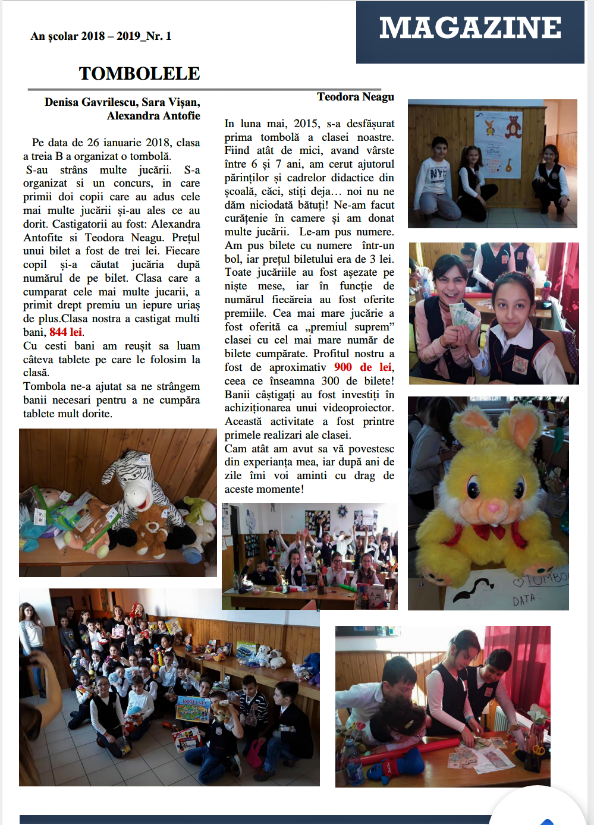 An școlar 2018 – 2019_Nr. 1
MAGAZINE
TOMBOLELE
Denisa Gavrilescu, Sara Vișan,
Alexandra Antofie
Pe data de 26 ianuarie 2018, clasa
a treia B a organizat o tombolă.
S-au strâns multe jucării. S-a
organizat si un concurs, in care
primii doi copii care au adus cele
mai multe jucării și-au ales ce au
dorit. Castigatorii au fost: Alexandra
Antofite si Teodora Neagu. Prețul
unui bilet a fost de trei lei. Fiecare
copil și-a căutat jucăria după
numărul de pe bilet. Clasa care a
cumparat cele mai multe jucarii, a
primit drept premiu un iepure uriaș
de plus.Clasa nostra a castigat multi
bani, 844 lei.
Cu cesti bani am reușit sa luam
câteva tablete pe care le folosim la
clasă.
Tombola ne-a ajutat sa ne strângem
banii necesari pentru a ne cumpăra
tablete mult dorite.
Teodora Neagu
In luna mai, 2015, s-a desfășurat
prima tombolă a clasei noastre.
Fiind atât de mici, avand vârste
între 6 și 7 ani, am cerut ajutorul
părinților și cadrelor didactice din
școală, căci, stiți deja… noi nu ne
dăm niciodată bătuți! Ne-am facut
curățenie în camere și am donat
multe jucării. Le-am pus numere.
Am pus bilete cu numere într-un
bol, iar prețul biletului era de 3 lei.
Toate jucăriile au fost așezate pe
niște mese, iar în funcție de
numărul fiecăreia au fost oferite
premiile. Cea mai mare jucărie a
fost oferită ca „premiul suprem”
clasei cu cel mai mare număr de
bilete cumpărate. Profitul nostru a
fost de aproximativ 900 de lei,
ceea ce înseamna 300 de bilete!
Banii câștigați au fost investiți în
achiziționarea unui videoproiector.
Această activitate a fost printre
primele realizari ale clasei.
Cam atât am avut sa vă povestesc
din experiența mea, iar după ani de
zile îmi voi aminti cu drag de
aceste momente!
TOMBO
DATA